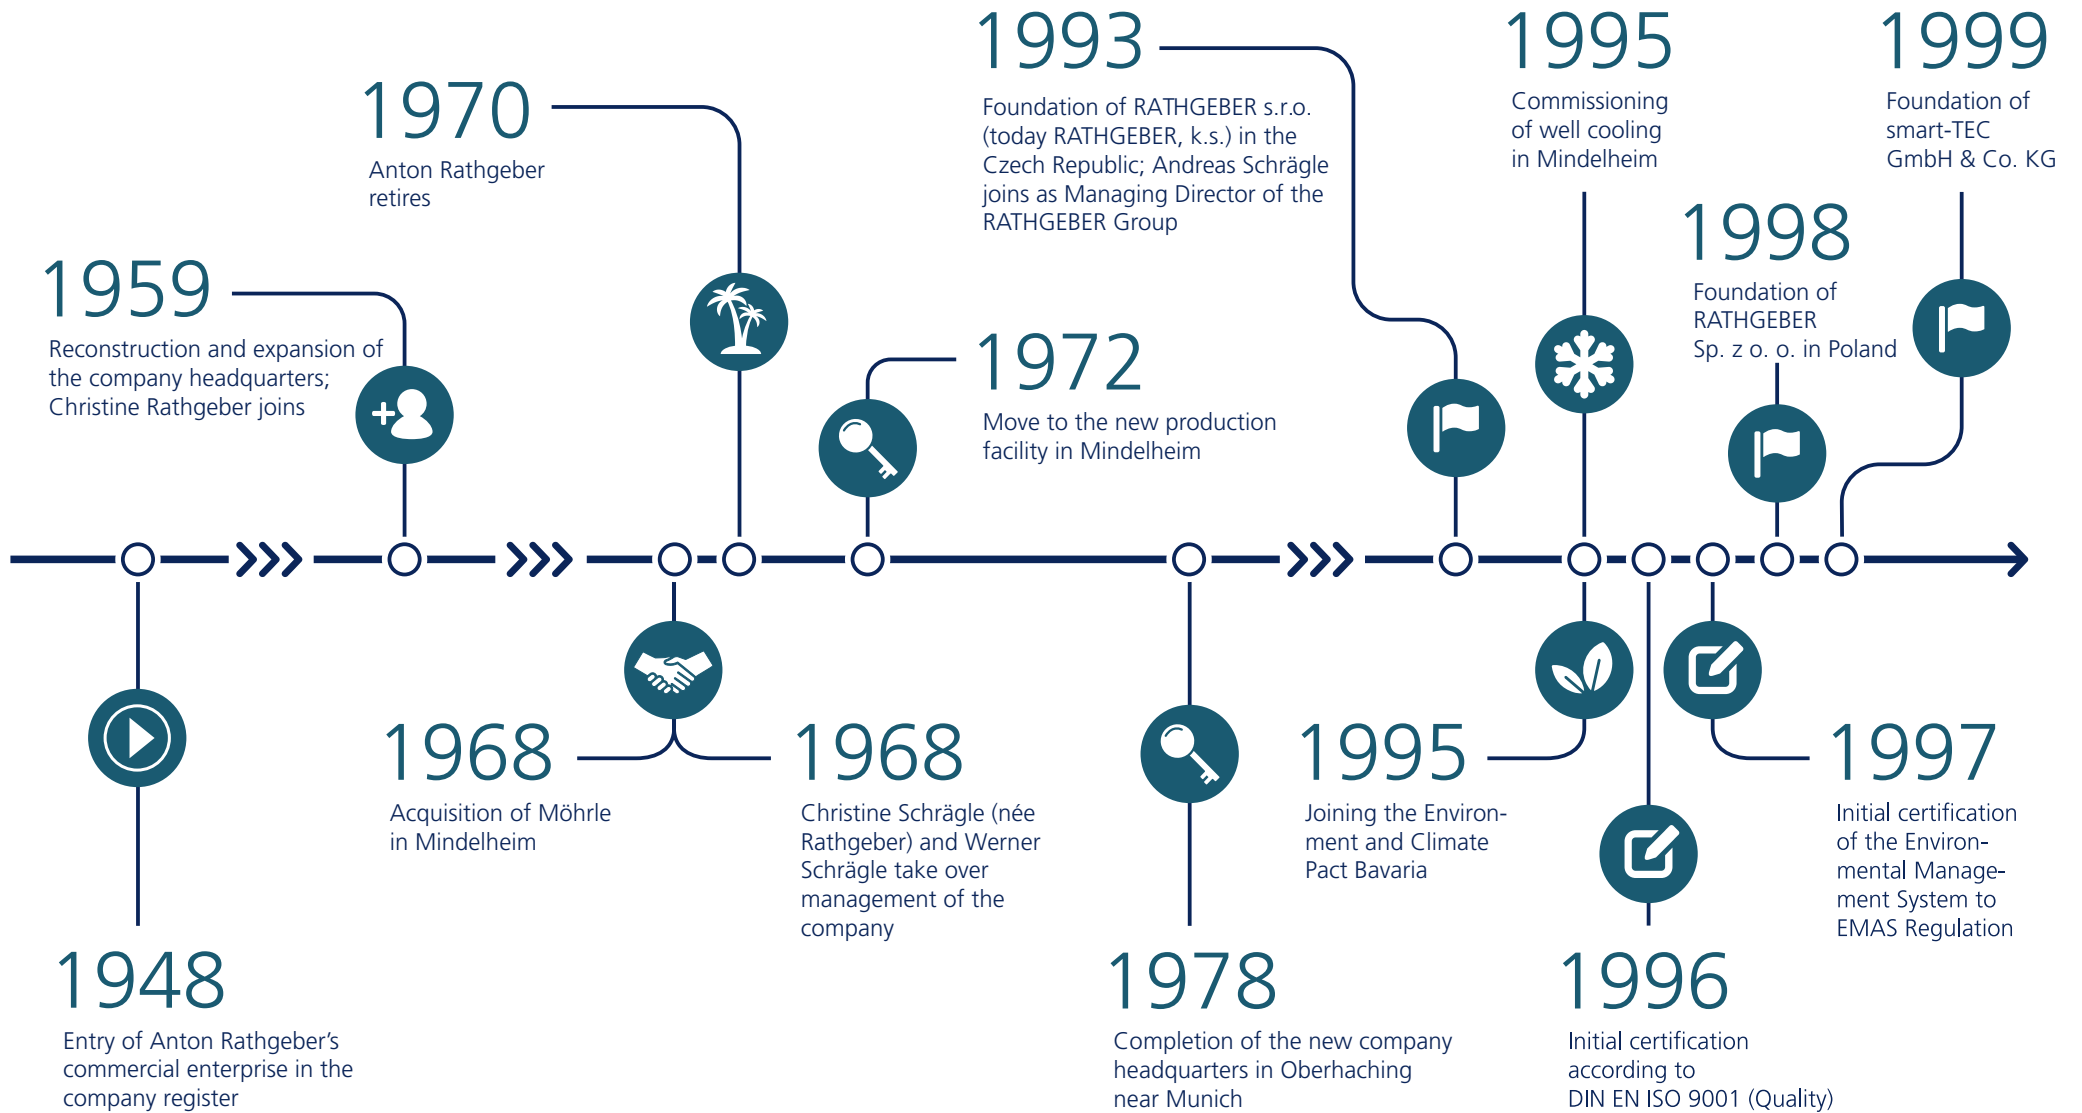 1948
Entry of Anton Rathgeber’s
commercial enterprise in the
company register
1959
Reconstruction and expansion of
the company headquarters;
Christine Rathgeber joins
1968
Acquisition of Möhrle
in Mindelheim
1968
Christine Schrägle (née
Rathgeber) and Werner
Schrägle take over
management of the
company
1970
Anton Rathgeber
retires
1972
Move to the new production
facility in Mindelheim
1978
Completion of the new company
headquarters in Oberhaching
near Munich
1993
Foundation of RATHGEBER s.r.o.
(today RATHGEBER, k.s.) in the
Czech Republic; Andreas Schrägle
joins as Managing Director of the
RATHGEBER Group
1995
Commissioning
of well cooling
in Mindelheim
1995
Joining the Environ-
ment and Climate
Pact Bavaria
1996
Initial certification
according to
DIN EN ISO 9001 (Quality)
1997
Initial certification
of the Environ-
mental Manage-
ment System to
EMAS Regulation
1998
Foundation of
RATHGEBER
Sp. z o. o. in Poland
1999
Foundation of
smart-TEC
GmbH & Co. KG